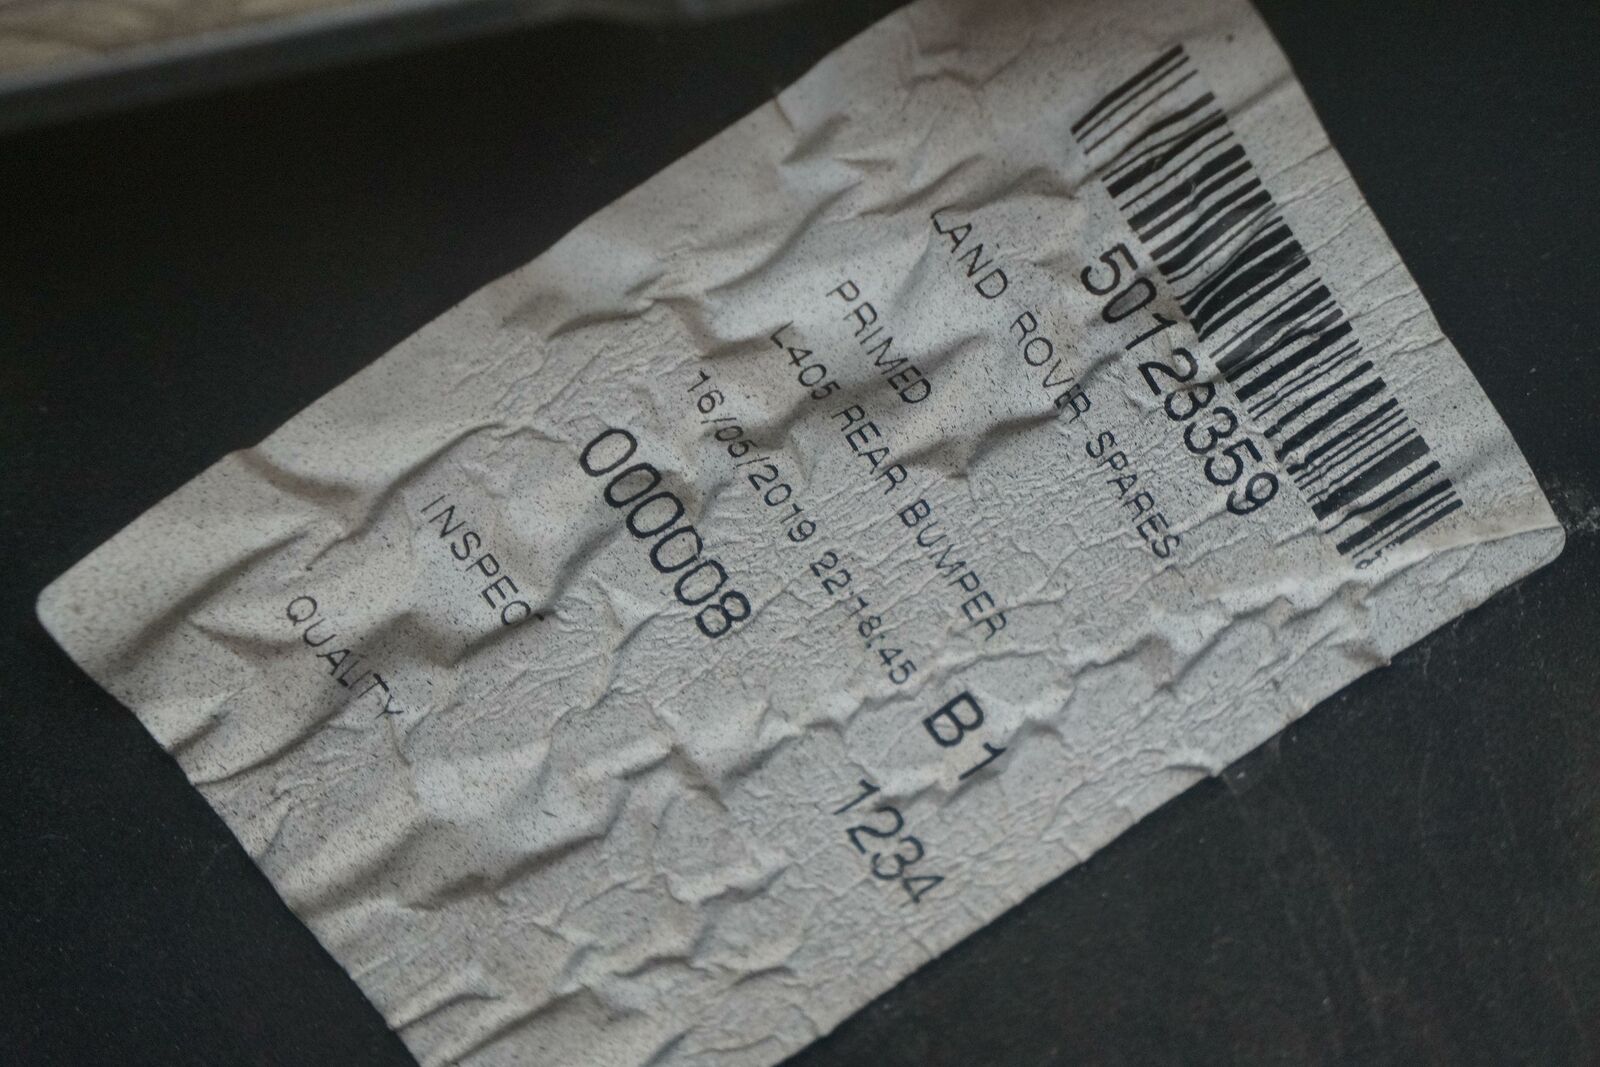 50128359
LAND ROVER SPARES
PRIMED
L405 REAR BUMPER
B1
16/05/2019 22:18:45
1234
000008
INSPECT
QUALITY